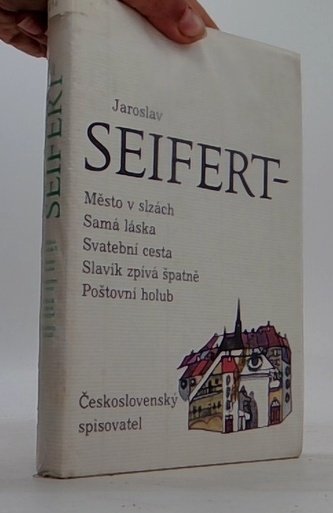 Jaroslav
SEIFERT-
Město v slzách
Samá láska
Svatební cesta
Slavík zpívá špatně
Poštovní holub
Československý
spisovatel
SEIFERT